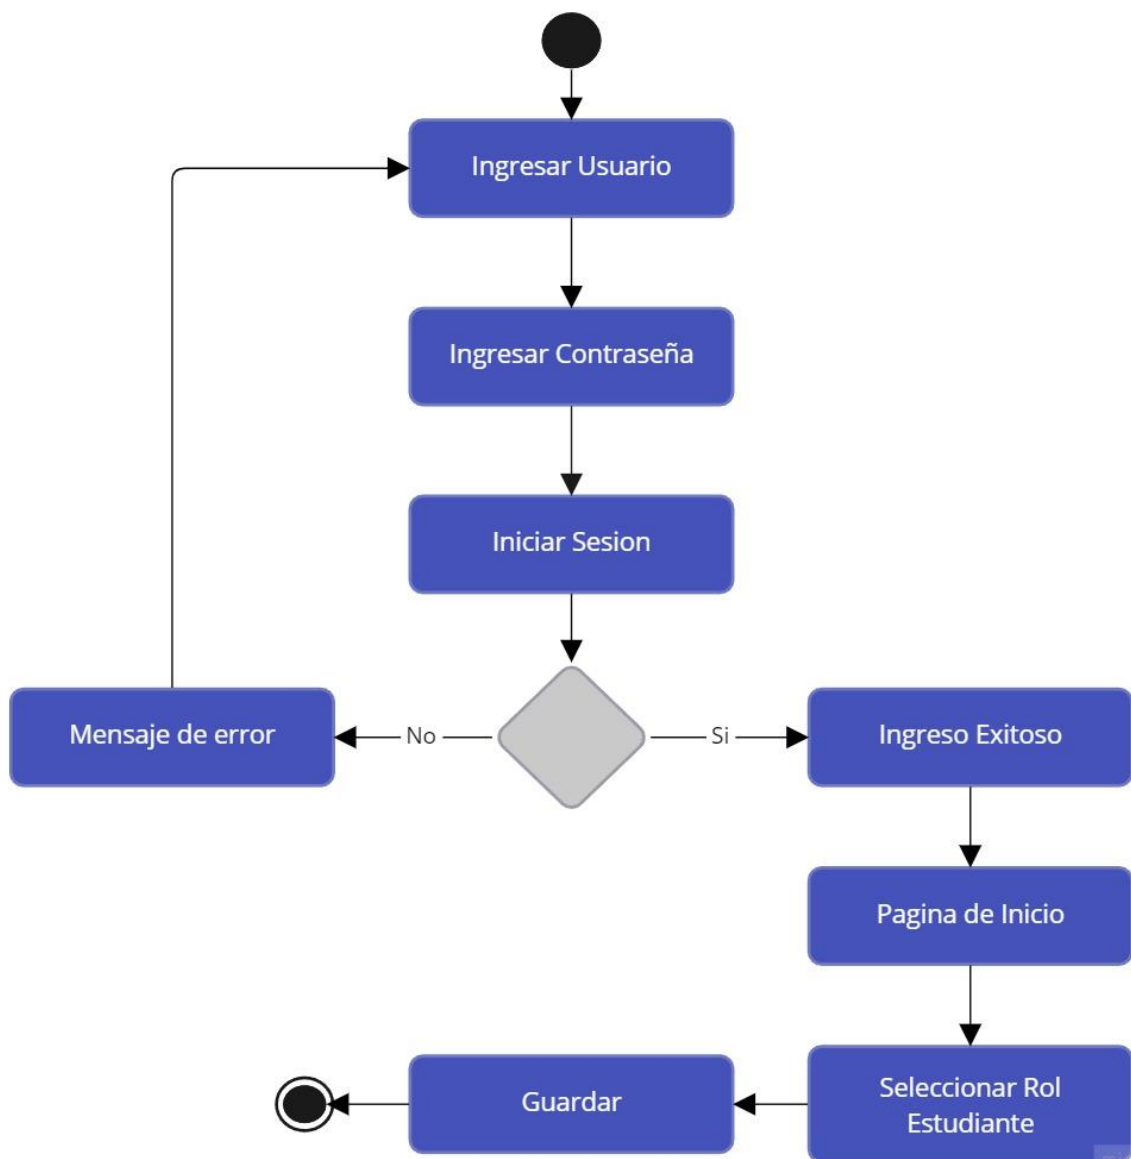 Ingresar Usuario
Ingresar Contraseña
Iniciar Sesion
Mensaje de error
No
Si
Ingreso Exitoso
Pagina de Inicio
Seleccionar Rol
Estudiante
Guardar